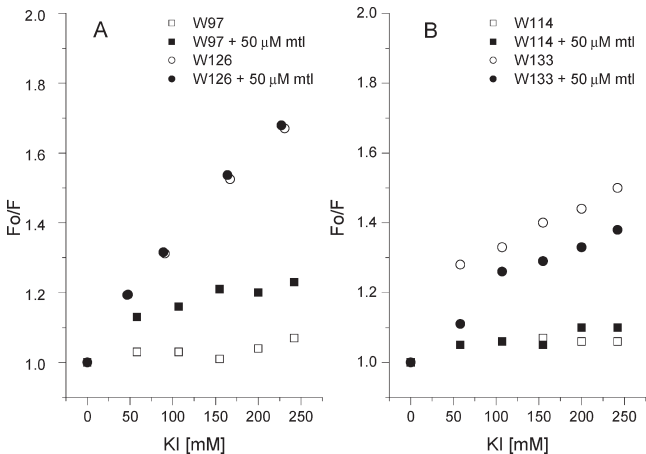 A
W97
W97 + 50 μM mtl
W126
W126 + 50 μM mtl
2.0
1.8
1.6
1.4
1.2
1.0
Fo/F
0 50 100 150 200 250
KI [mM]
B
W114
W114 + 50 μM mtl
W133
W133 + 50 μM mtl
2.0
1.8
1.6
1.4
1.2
1.0
Fo/F
0 50 100 150 200 250
KI [mM]